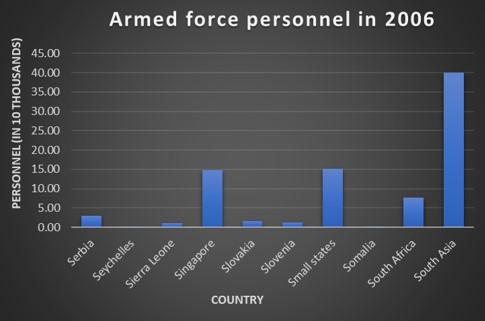 Armed force personnel in 2006
PERSONNEL (IN 10 THOUSANDS)
45.00
40.00
35.00
30.00
25.00
20.00
15.00
10.00
5.00
0.00
Serbia
Seychelles
Sierra Leone
Singapore
Slovakia
Slovenia
Small states
Somalia
South Africa
South Asia
COUNTRY